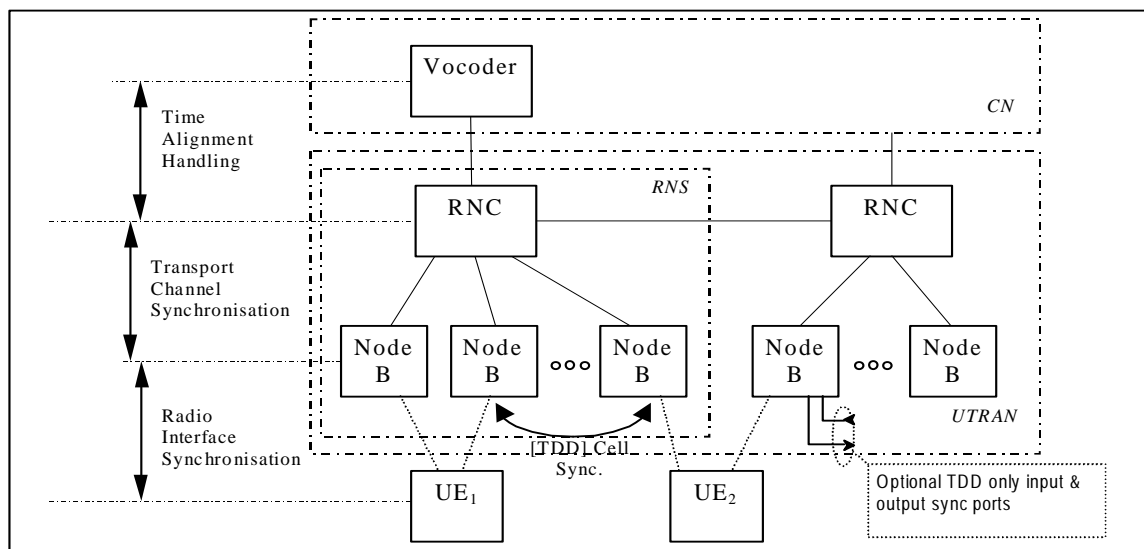 Vocoder
CN
Time
Alignment
Handling
RNS
RNC
RNC
Transport
Channel
Synchronisation
Node
B
Node
B
Node
B
Node
B
Node
B
UTRAN
Radio
Interface
Synchronisation
[TDD] Cell
Sync.
UE1
UE2
Optional TDD only input &
output sync ports